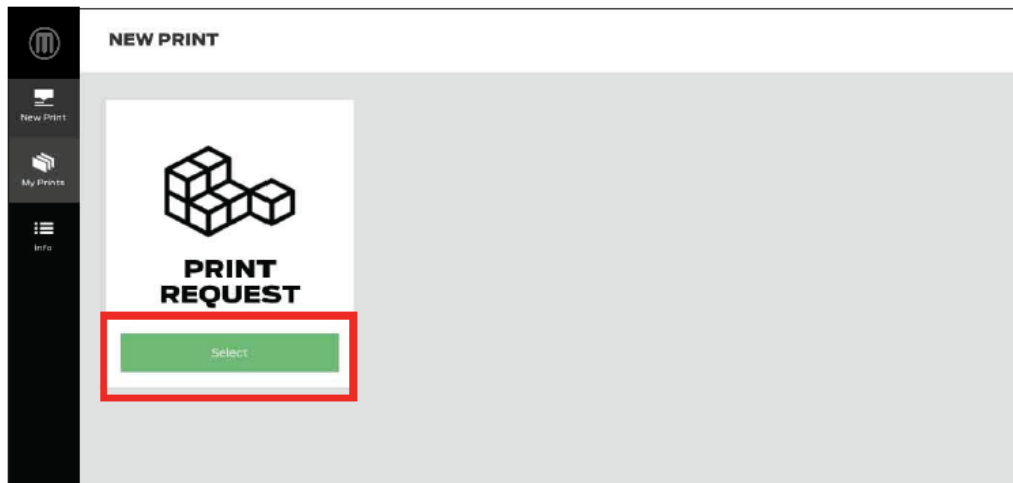 NEW PRINT
New Print
My Prints
Info
PRINT
REQUEST
Select